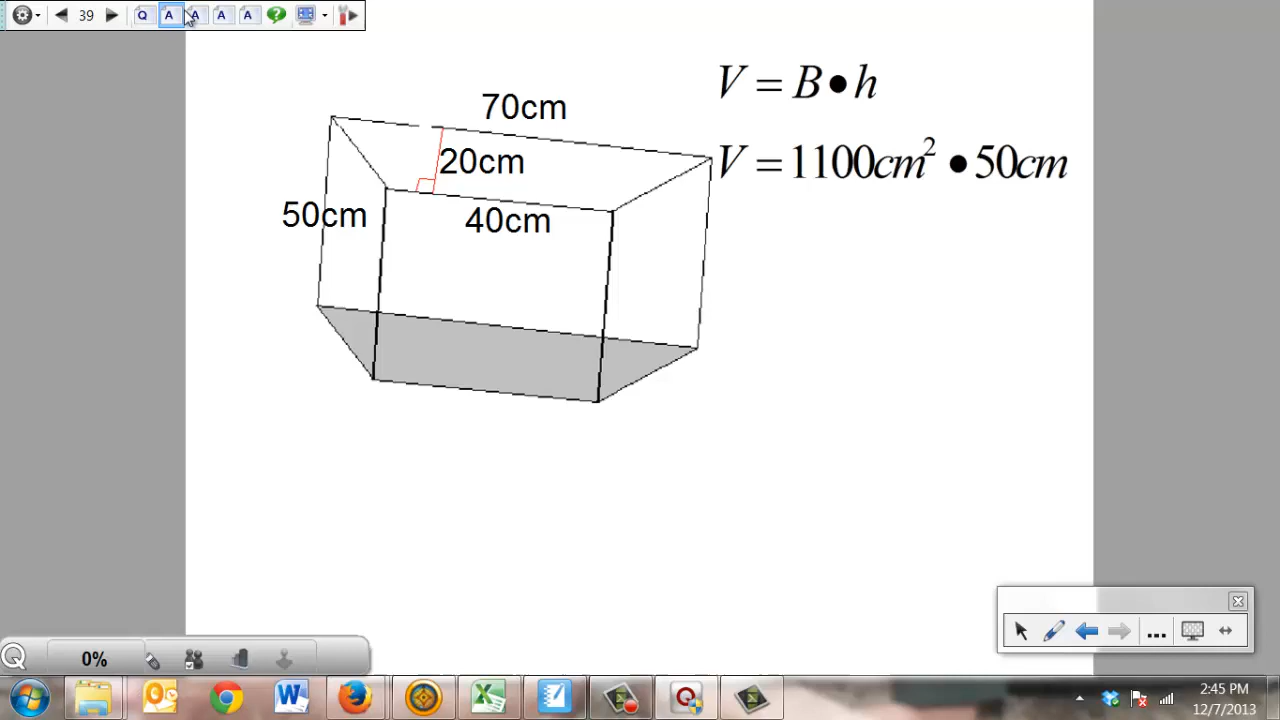 39 Q A A A A ?
V = B • h
70cm
20cm
V = 1100cm² • 50cm
50cm
40cm
0%
...
2:45 PM
12/7/2013